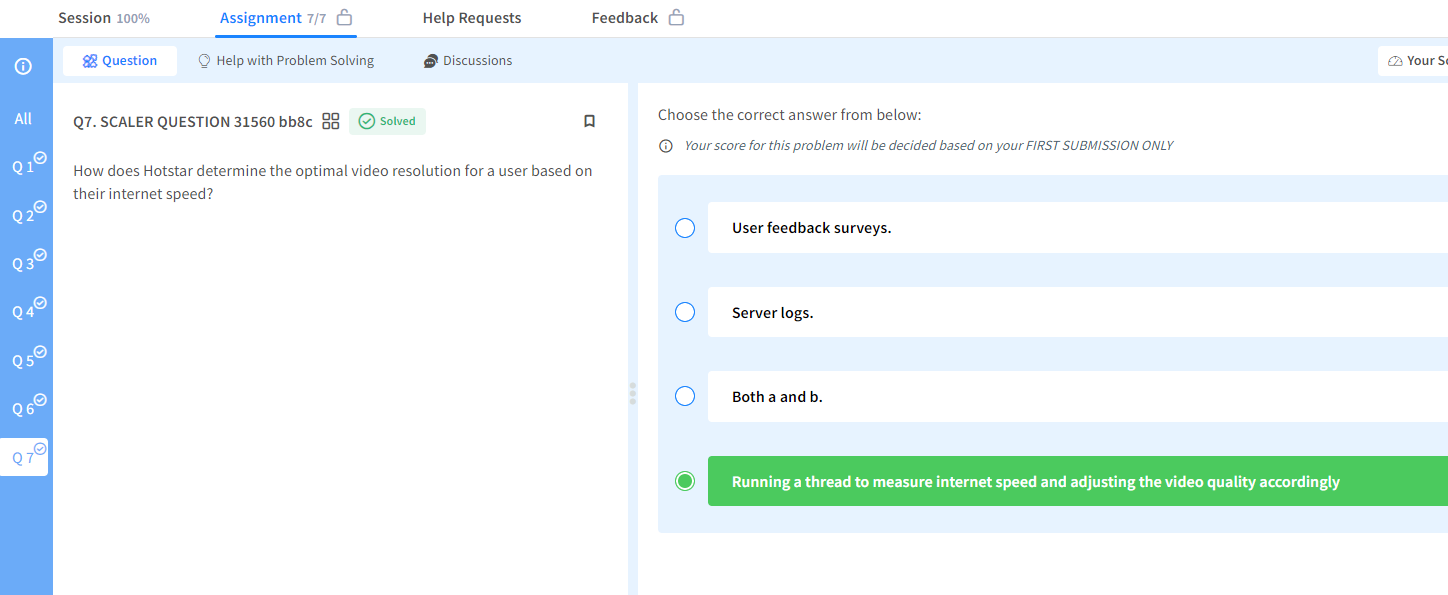 Session 100%
Assignment 7/7
Help Requests
Feedback
Question
Help with Problem Solving
Discussions
All
Q 1
Q 2
Q 3
Q 4
Q 5
Q 6
Q 7
Q7. SCALER QUESTION 31560 bb8c
Solved
How does Hotstar determine the optimal video resolution for a user based on
their internet speed?
Your Sc
Choose the correct answer from below:
Your score for this problem will be decided based on your FIRST SUBMISSION ONLY
User feedback surveys.
Server logs.
Both a and b.
Running a thread to measure internet speed and adjusting the video quality accordingly